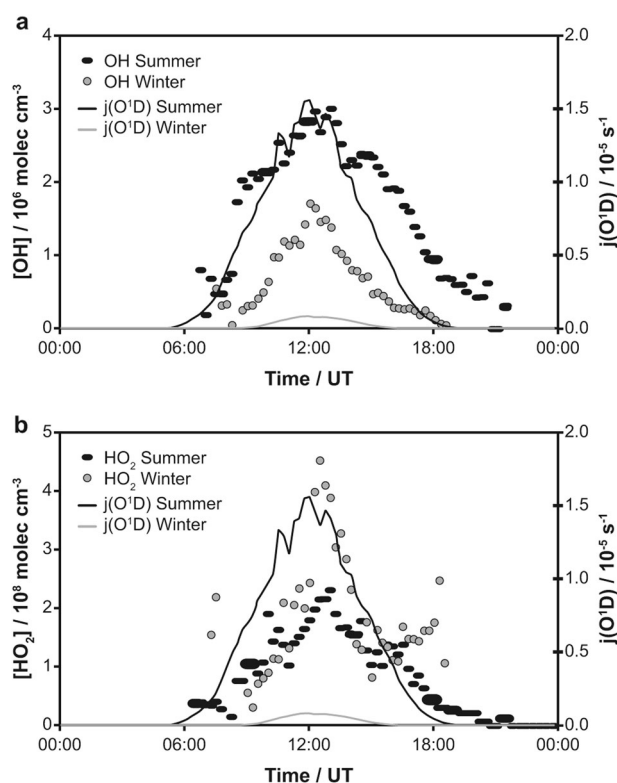 a
4
3
2
1
0
[OH] / 10⁶ molec cm⁻³
OH Summer
OH Winter
j(O¹D) Summer
j(O¹D) Winter
2.0
1.5
1.0
0.5
0.0
j(O¹D) / 10⁻⁵ s⁻¹
00:00 06:00 12:00 18:00 00:00
Time / UT
b
5
4
3
2
1
0
[HO₂] / 10⁸ molec cm⁻³
HO₂ Summer
HO₂ Winter
j(O¹D) Summer
j(O¹D) Winter
2.0
1.5
1.0
0.5
0.0
j(O¹D) / 10⁻⁵ s⁻¹
00:00 06:00 12:00 18:00 00:00
Time / UT